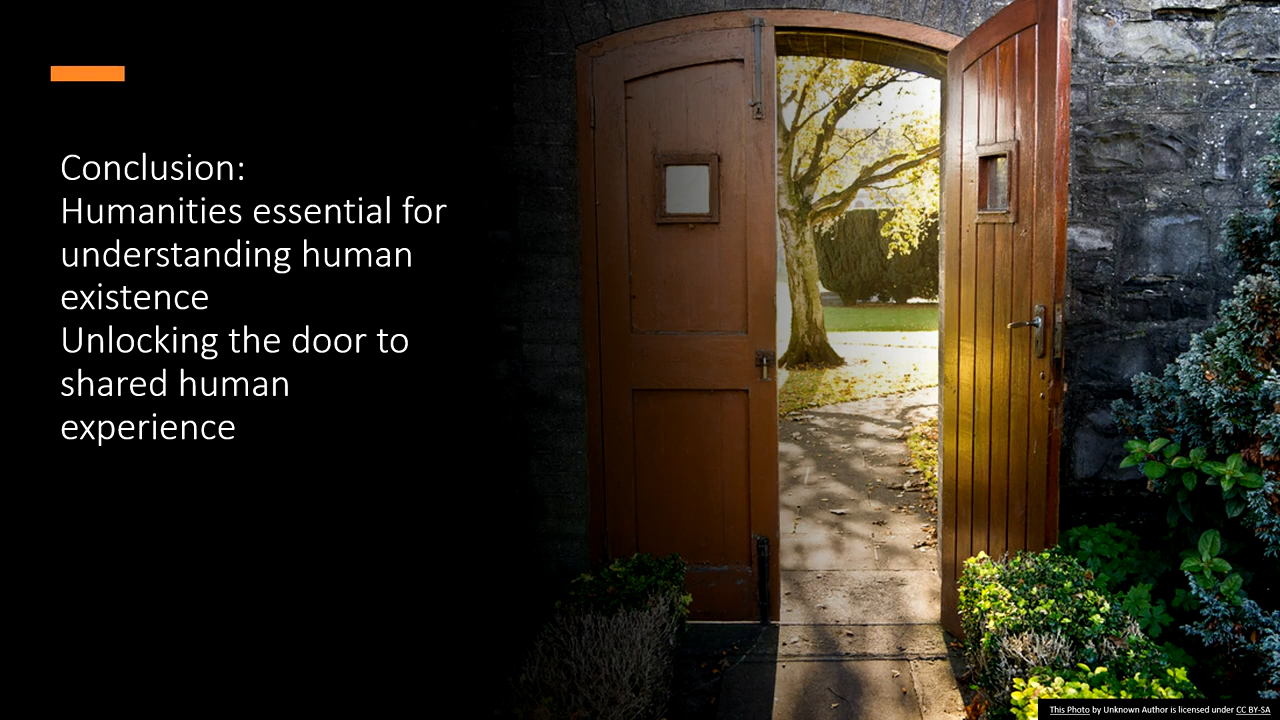 Conclusion:
Humanities essential for
understanding human
existence
Unlocking the door to
shared human
experience
This Photo by Unknown Author is licensed under CC BY-SA